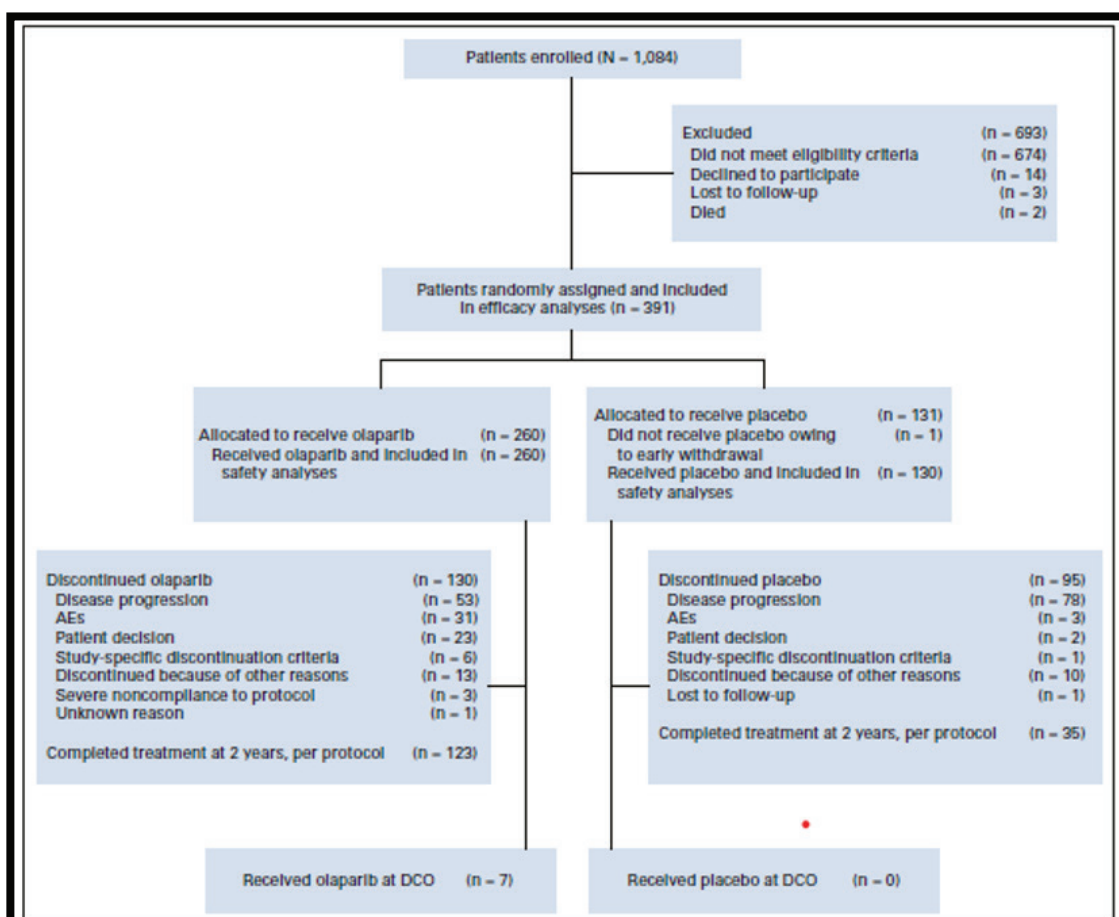 Patients enrolled (N – 1,084)
Excluded (n – 693)
Did not meet eligibility criteria (n – 674)
Declined to participate (n – 14)
Lost to follow-up (n – 3)
Died (n – 2)
Patients randomly assigned and included
in efficacy analyses (n – 391)
Allocated to receive olaparib (n – 260)
Received olaparib and included in (n – 260)
safety analyses
Allocated to receive placebo (n – 131)
Did not receive placebo owing (n – 1)
to early withdrawal
Received placebo and included in (n – 130)
safety analyses
Discontinued olaparib (n – 130)
Disease progression (n – 53)
AEs (n – 31)
Patient decision (n – 23)
Study-specific discontinuation criteria (n – 6)
Discontinued because of other reasons (n – 13)
Severe noncompliance to protocol (n – 3)
Unknown reason (n – 1)
Completed treatment at 2 years, per protocol (n – 123)
Discontinued placebo (n – 95)
Disease progression (n – 78)
AEs (n – 3)
Patient decision (n – 2)
Study-specific discontinuation criteria (n – 1)
Discontinued because of other reasons (n – 10)
Lost to follow-up (n – 1)
Completed treatment at 2 years, per protocol (n – 35)
Received olaparib at DCO (n – 7)
Received placebo at DCO (n – 0)